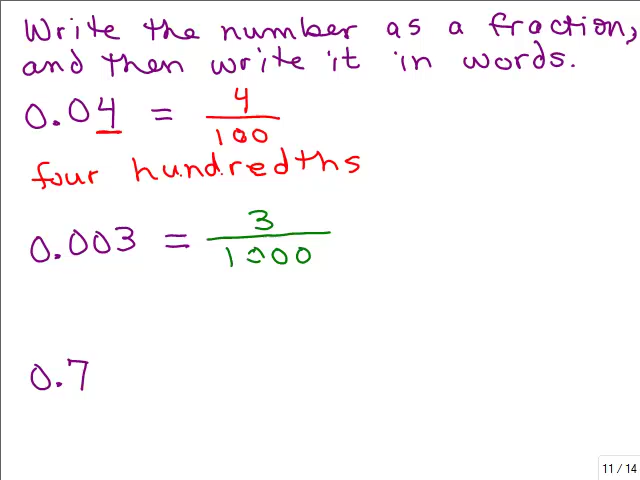 Write the number as a fraction,
and then write it in words.
0.04 = 4/100
four hundredths
0.003 = 3/1000
0.7
11 / 14